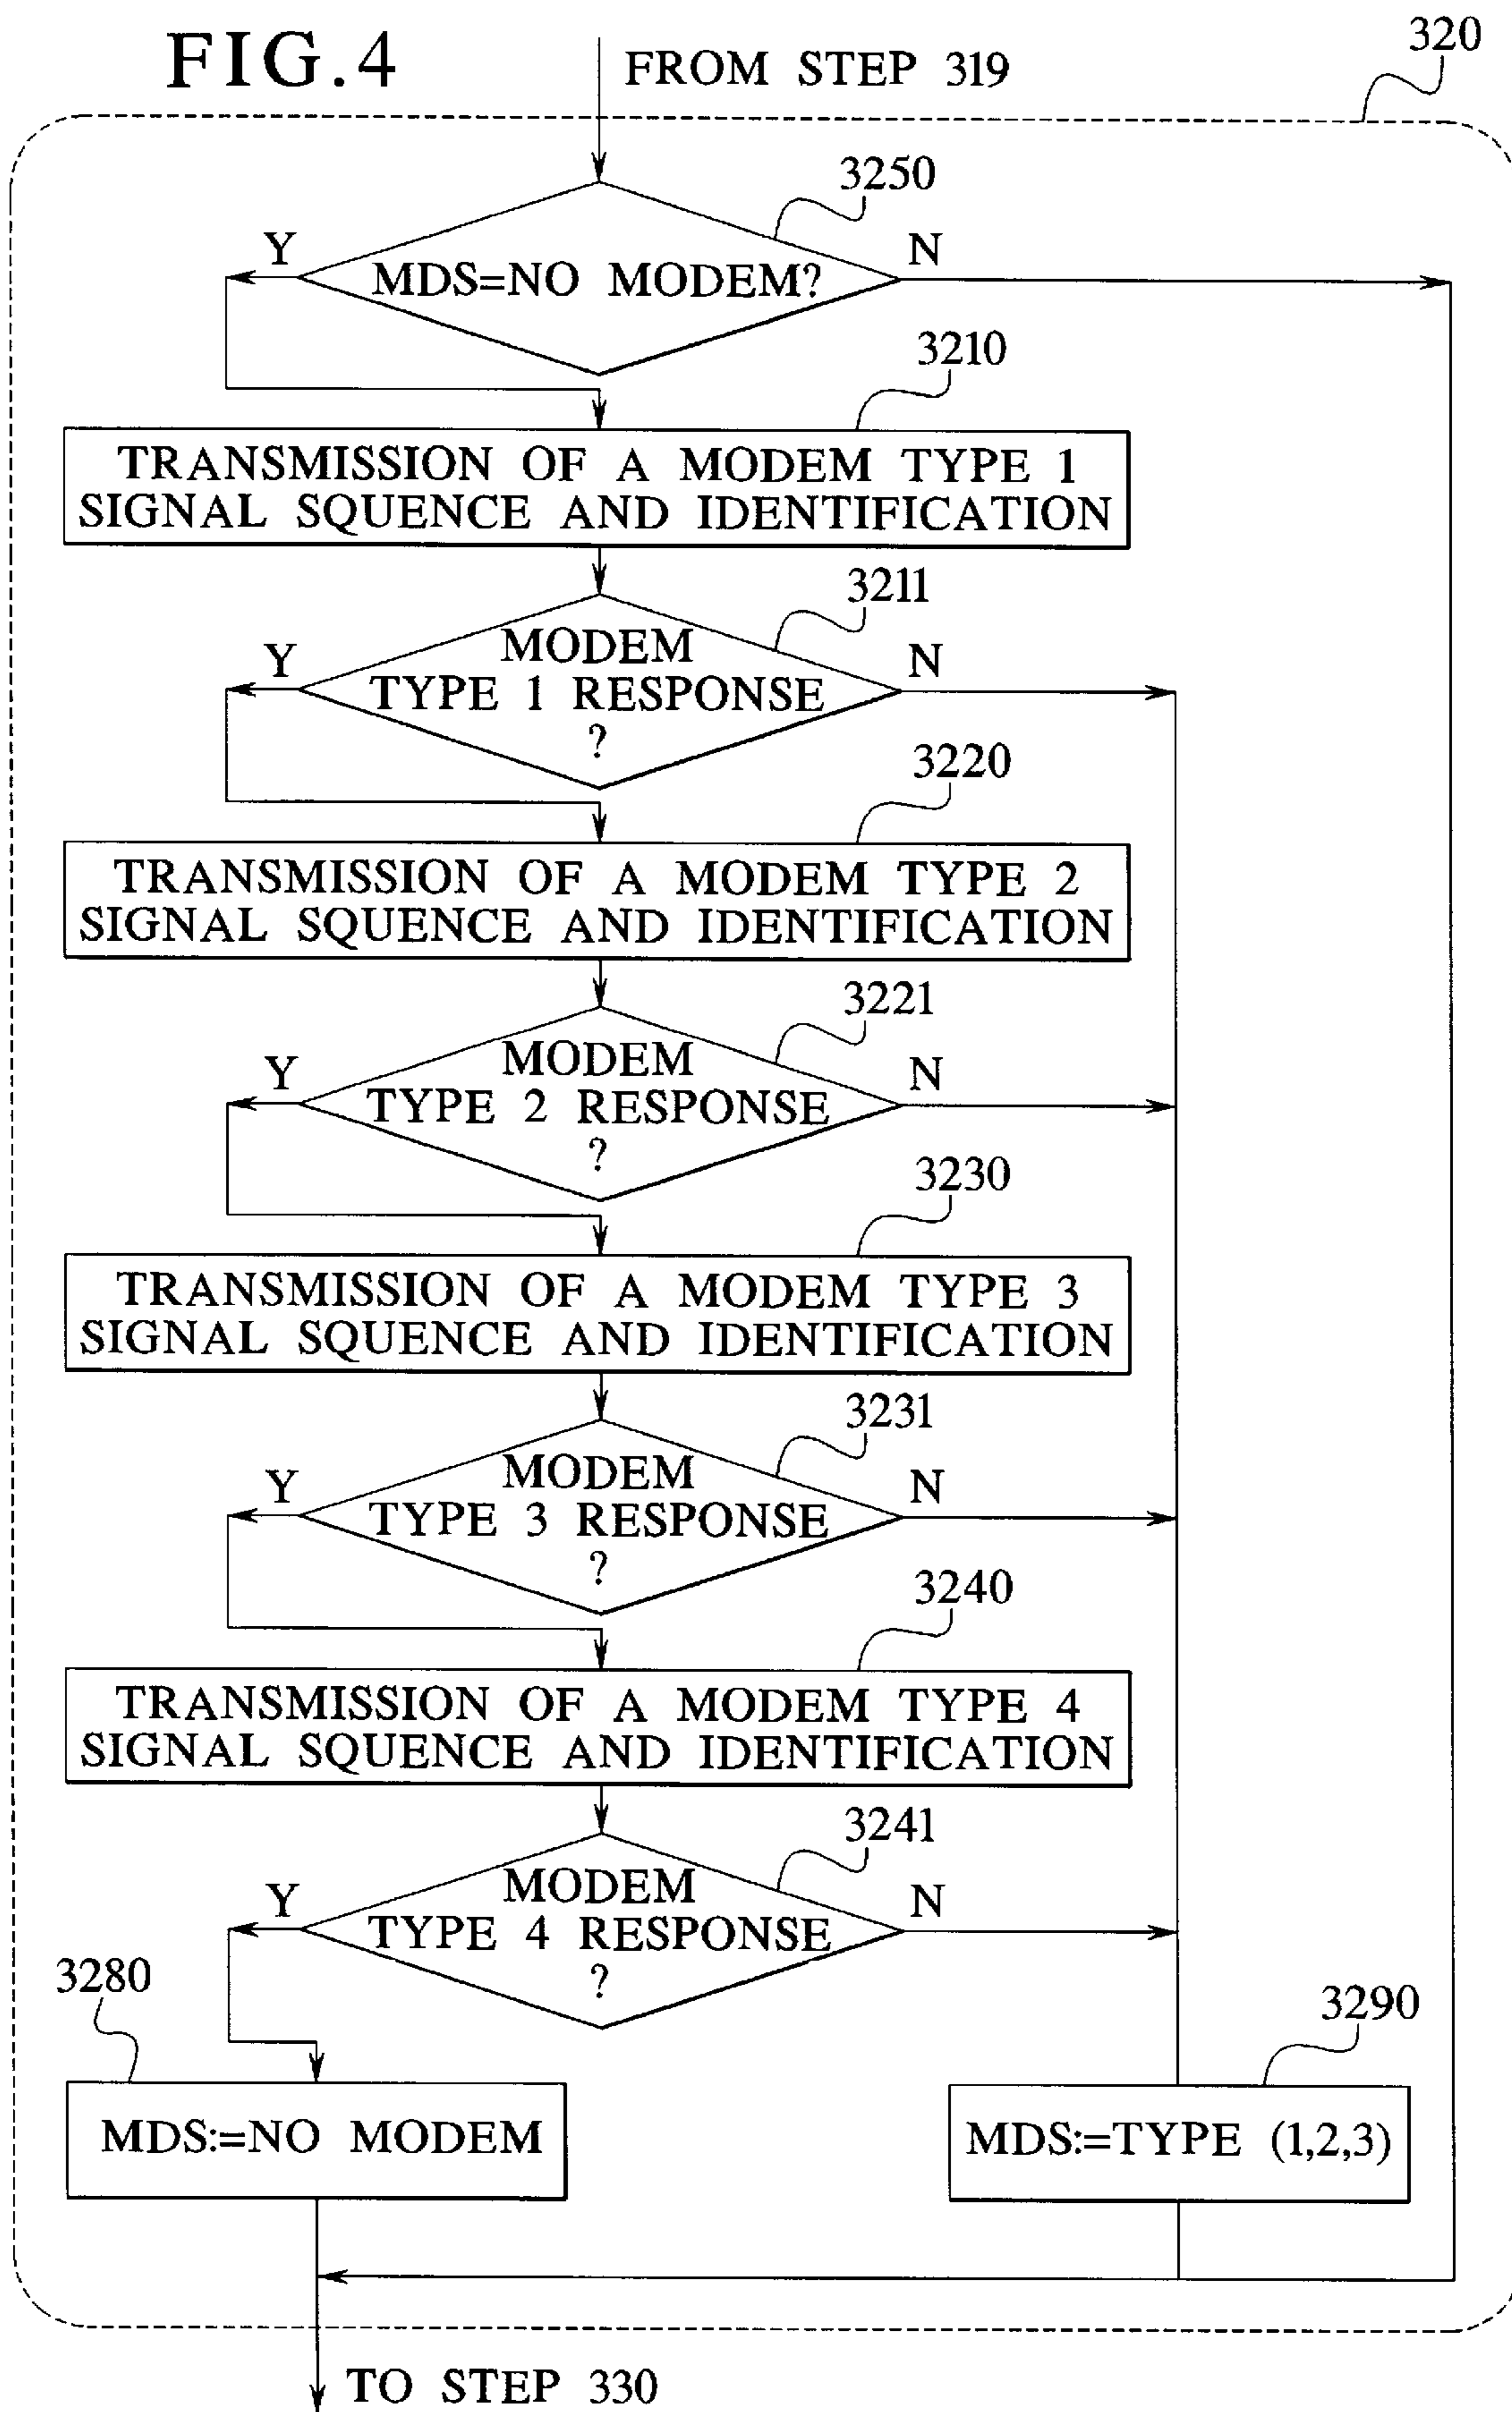 FIG.4
FROM STEP 319
320
3250
Y
N
MDS=NO MODEM?
3210
TRANSMISSION OF A MODEM TYPE 1
SIGNAL SQUENCE AND IDENTIFICATION
3211
MODEM
Y
N
TYPE 1 RESPONSE
?
3220
TRANSMISSION OF A MODEM TYPE 2
SIGNAL SQUENCE AND IDENTIFICATION
3221
MODEM
Y
N
TYPE 2 RESPONSE
?
3230
TRANSMISSION OF A MODEM TYPE 3
SIGNAL SQUENCE AND IDENTIFICATION
3231
MODEM
Y
N
TYPE 3 RESPONSE
?
3240
TRANSMISSION OF A MODEM TYPE 4
SIGNAL SQUENCE AND IDENTIFICATION
3241
MODEM
Y
N
TYPE 4 RESPONSE
?
3280
3290
MDS:=NO MODEM
MDS:=TYPE (1,2,3)
TO STEP 330